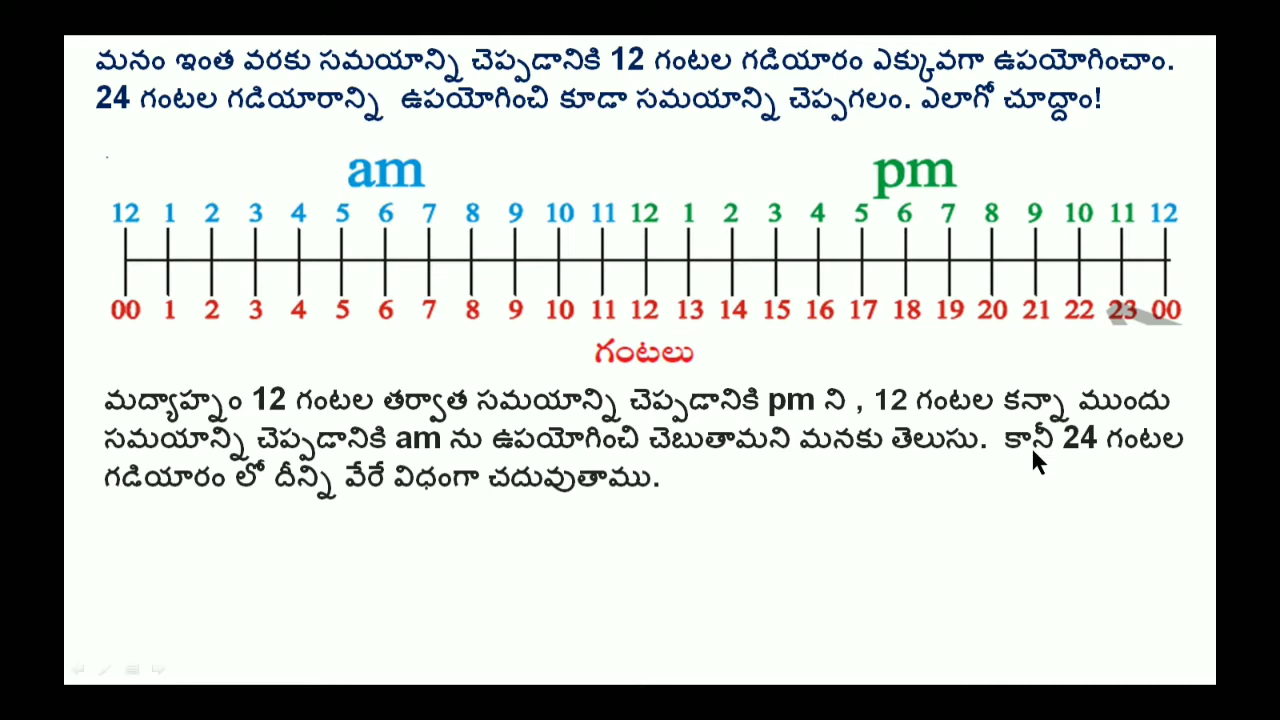 మనం ఇంత వరకు సమయాన్ని చెప్పడానికి 12 గంటల గడియారం ఎక్కువగా ఉపయోగించాం.
24 గంటల గడియారాన్ని ఉపయోగించి కూడా సమయాన్ని చెప్పగలం. ఎలాగో చూద్దాం!
am pm
12 1 2 3 4 5 6 7 8 9 10 11 12 1 2 3 4 5 6 7 8 9 10 11 12
00 1 2 3 4 5 6 7 8 9 10 11 12 13 14 15 16 17 18 19 20 21 22 23 00
గంటలు
మద్యాహ్నం 12 గంటల తర్వాత సమయాన్ని చెప్పడానికి pm ని , 12 గంటల కన్నా ముందు
సమయాన్ని చెప్పడానికి am ను ఉపయోగించి చెబుతామని మనకు తెలుసు. కానీ 24 గంటల
గడియారం లో దీన్ని వేరే విధంగా చదువుతాము.